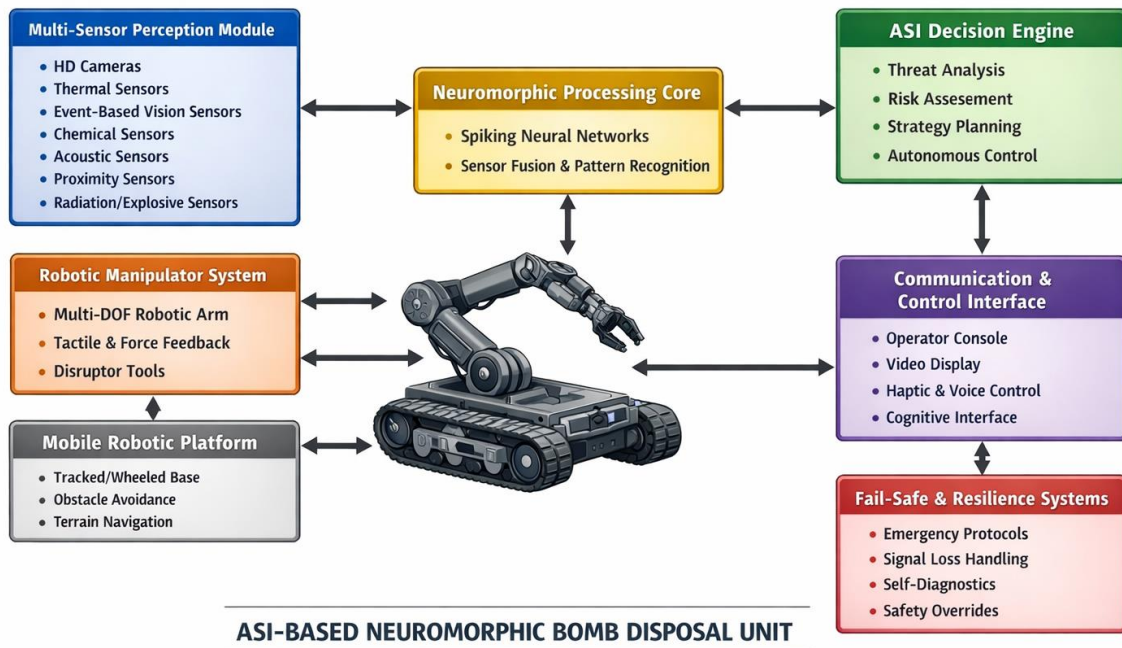 Multi-Sensor Perception Module
• HD Cameras
• Thermal Sensors
• Event-Based Vision Sensors
• Chemical Sensors
• Acoustic Sensors
• Proximity Sensors
• Radiation/Explosive Sensors
Neuromorphic Processing Core
• Spiking Neural Networks
• Sensor Fusion & Pattern Recognition
ASI Decision Engine
• Threat Analysis
• Risk Assesement
• Strategy Planning
• Autonomous Control
Robotic Manipulator System
• Multi-DOF Robotic Arm
• Tactile & Force Feedback
• Disruptor Tools
Communication &
Control Interface
• Operator Console
• Video Display
• Haptic & Voice Control
• Cognitive Interface
Mobile Robotic Platform
• Tracked/Wheeled Base
• Obstacle Avoidance
• Terrain Navigation
Fail-Safe & Resilience Systems
• Emergency Protocols
• Signal Loss Handling
• Self-Diagnostics
• Safety Overrides
ASI-BASED NEUROMORPHIC BOMB DISPOSAL UNIT